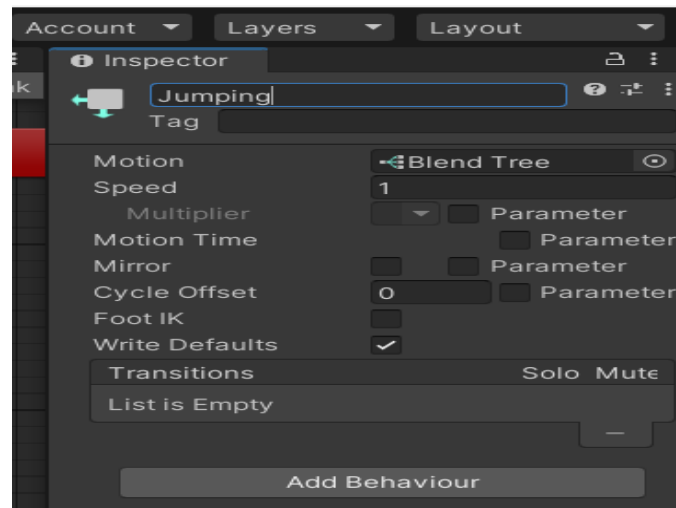 Account Layers Layout
Inspector
k
Jumping
Tag
Motion Blend Tree
Speed 1
Multiplier Parameter
Motion Time Parameter
Mirror Parameter
Cycle Offset 0 Parameter
Foot IK
Write Defaults
Transitions Solo Mute
List is Empty
Add Behaviour